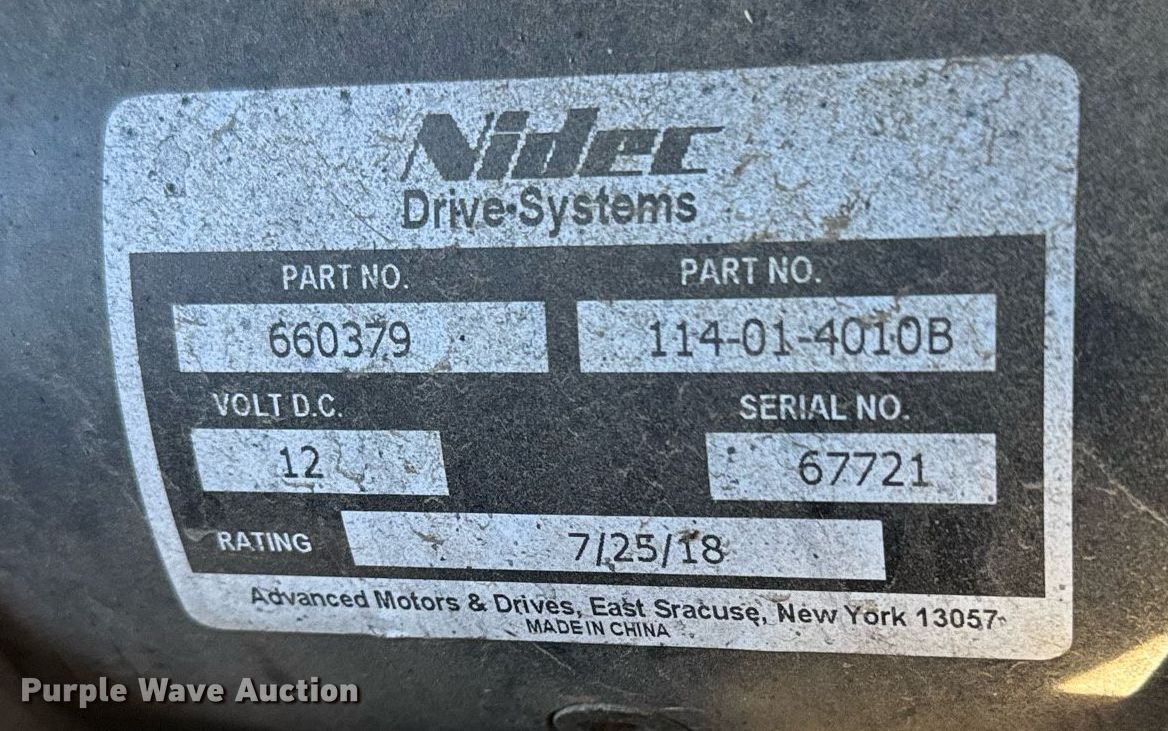 Nidec
Drive•Systems
PART NO. PART NO.
660379 114-01-4010B
VOLT D.C. SERIAL NO.
12 67721
RATING 7/25/18
Advanced Motors & Drives, East Sracuse, New York 13057
MADE IN CHINA
Purple Wave Auction